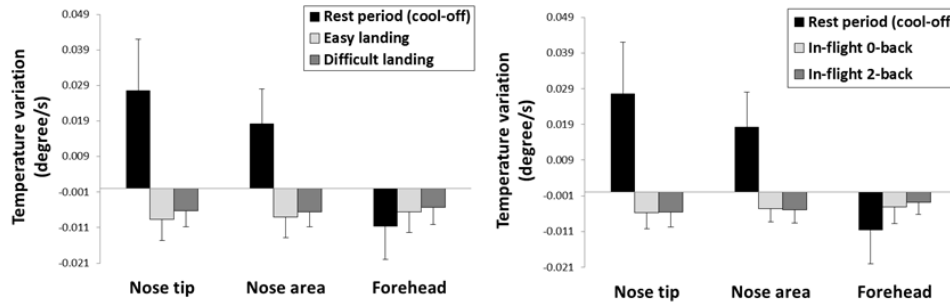 0.049
0.039
0.029
0.019
0.009
-0.001
-0.011
-0.021
Temperature variation
(degree/s)
Rest period (cool-off)
Easy landing
Difficult landing
Nose tip
Nose area
Forehead
0.049
0.039
0.029
0.019
0.009
-0.001
-0.011
-0.021
Temperature variation
(degree/s)
Rest period (cool-off)
In-flight 0-back
In-flight 2-back
Nose tip
Nose area
Forehead